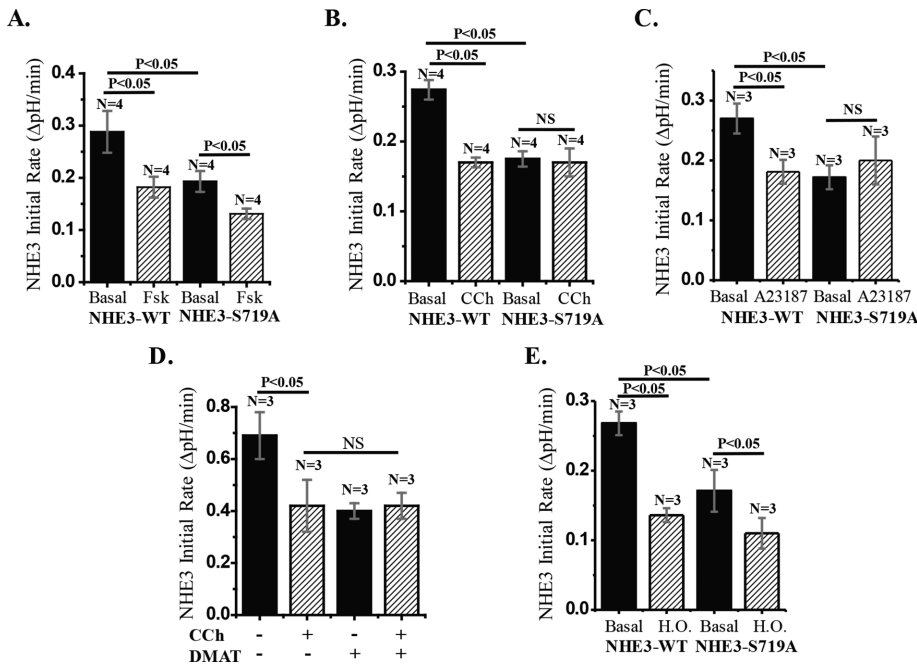 A.
P<0.05
P<0.05
N=4
N=4
P<0.05
N=4
N=4
NHE3 Initial Rate (ΔpH/min)
0.4
0.3
0.2
0.1
0.0
Basal Fsk Basal Fsk
NHE3-WT NHE3-S719A
B.
P<0.05
P<0.05
N=4
NS
N=4 N=4 N=4
NHE3 Initial Rate (ΔpH/min)
0.3
0.2
0.1
0.0
Basal CCh Basal CCh
NHE3-WT NHE3-S719A
C.
P<0.05
P<0.05
N=3
NS
N=3
N=3 N=3
NHE3 Initial Rate (ΔpH/min)
0.3
0.2
0.1
0.0
Basal A23187 Basal A23187
NHE3-WT NHE3-S719A
D.
P<0.05
N=3
NS
N=3 N=3 N=3
NHE3 Initial Rate (ΔpH/min)
0.8
0.6
0.4
0.2
0.0
CCh - + - +
DMAT - - + +
E.
P<0.05
P<0.05
N=3
P<0.05
N=3
N=3
N=3
NHE3 Initial Rate (ΔpH/min)
0.3
0.2
0.1
0.0
Basal H.O. Basal H.O.
NHE3-WT NHE3-S719A